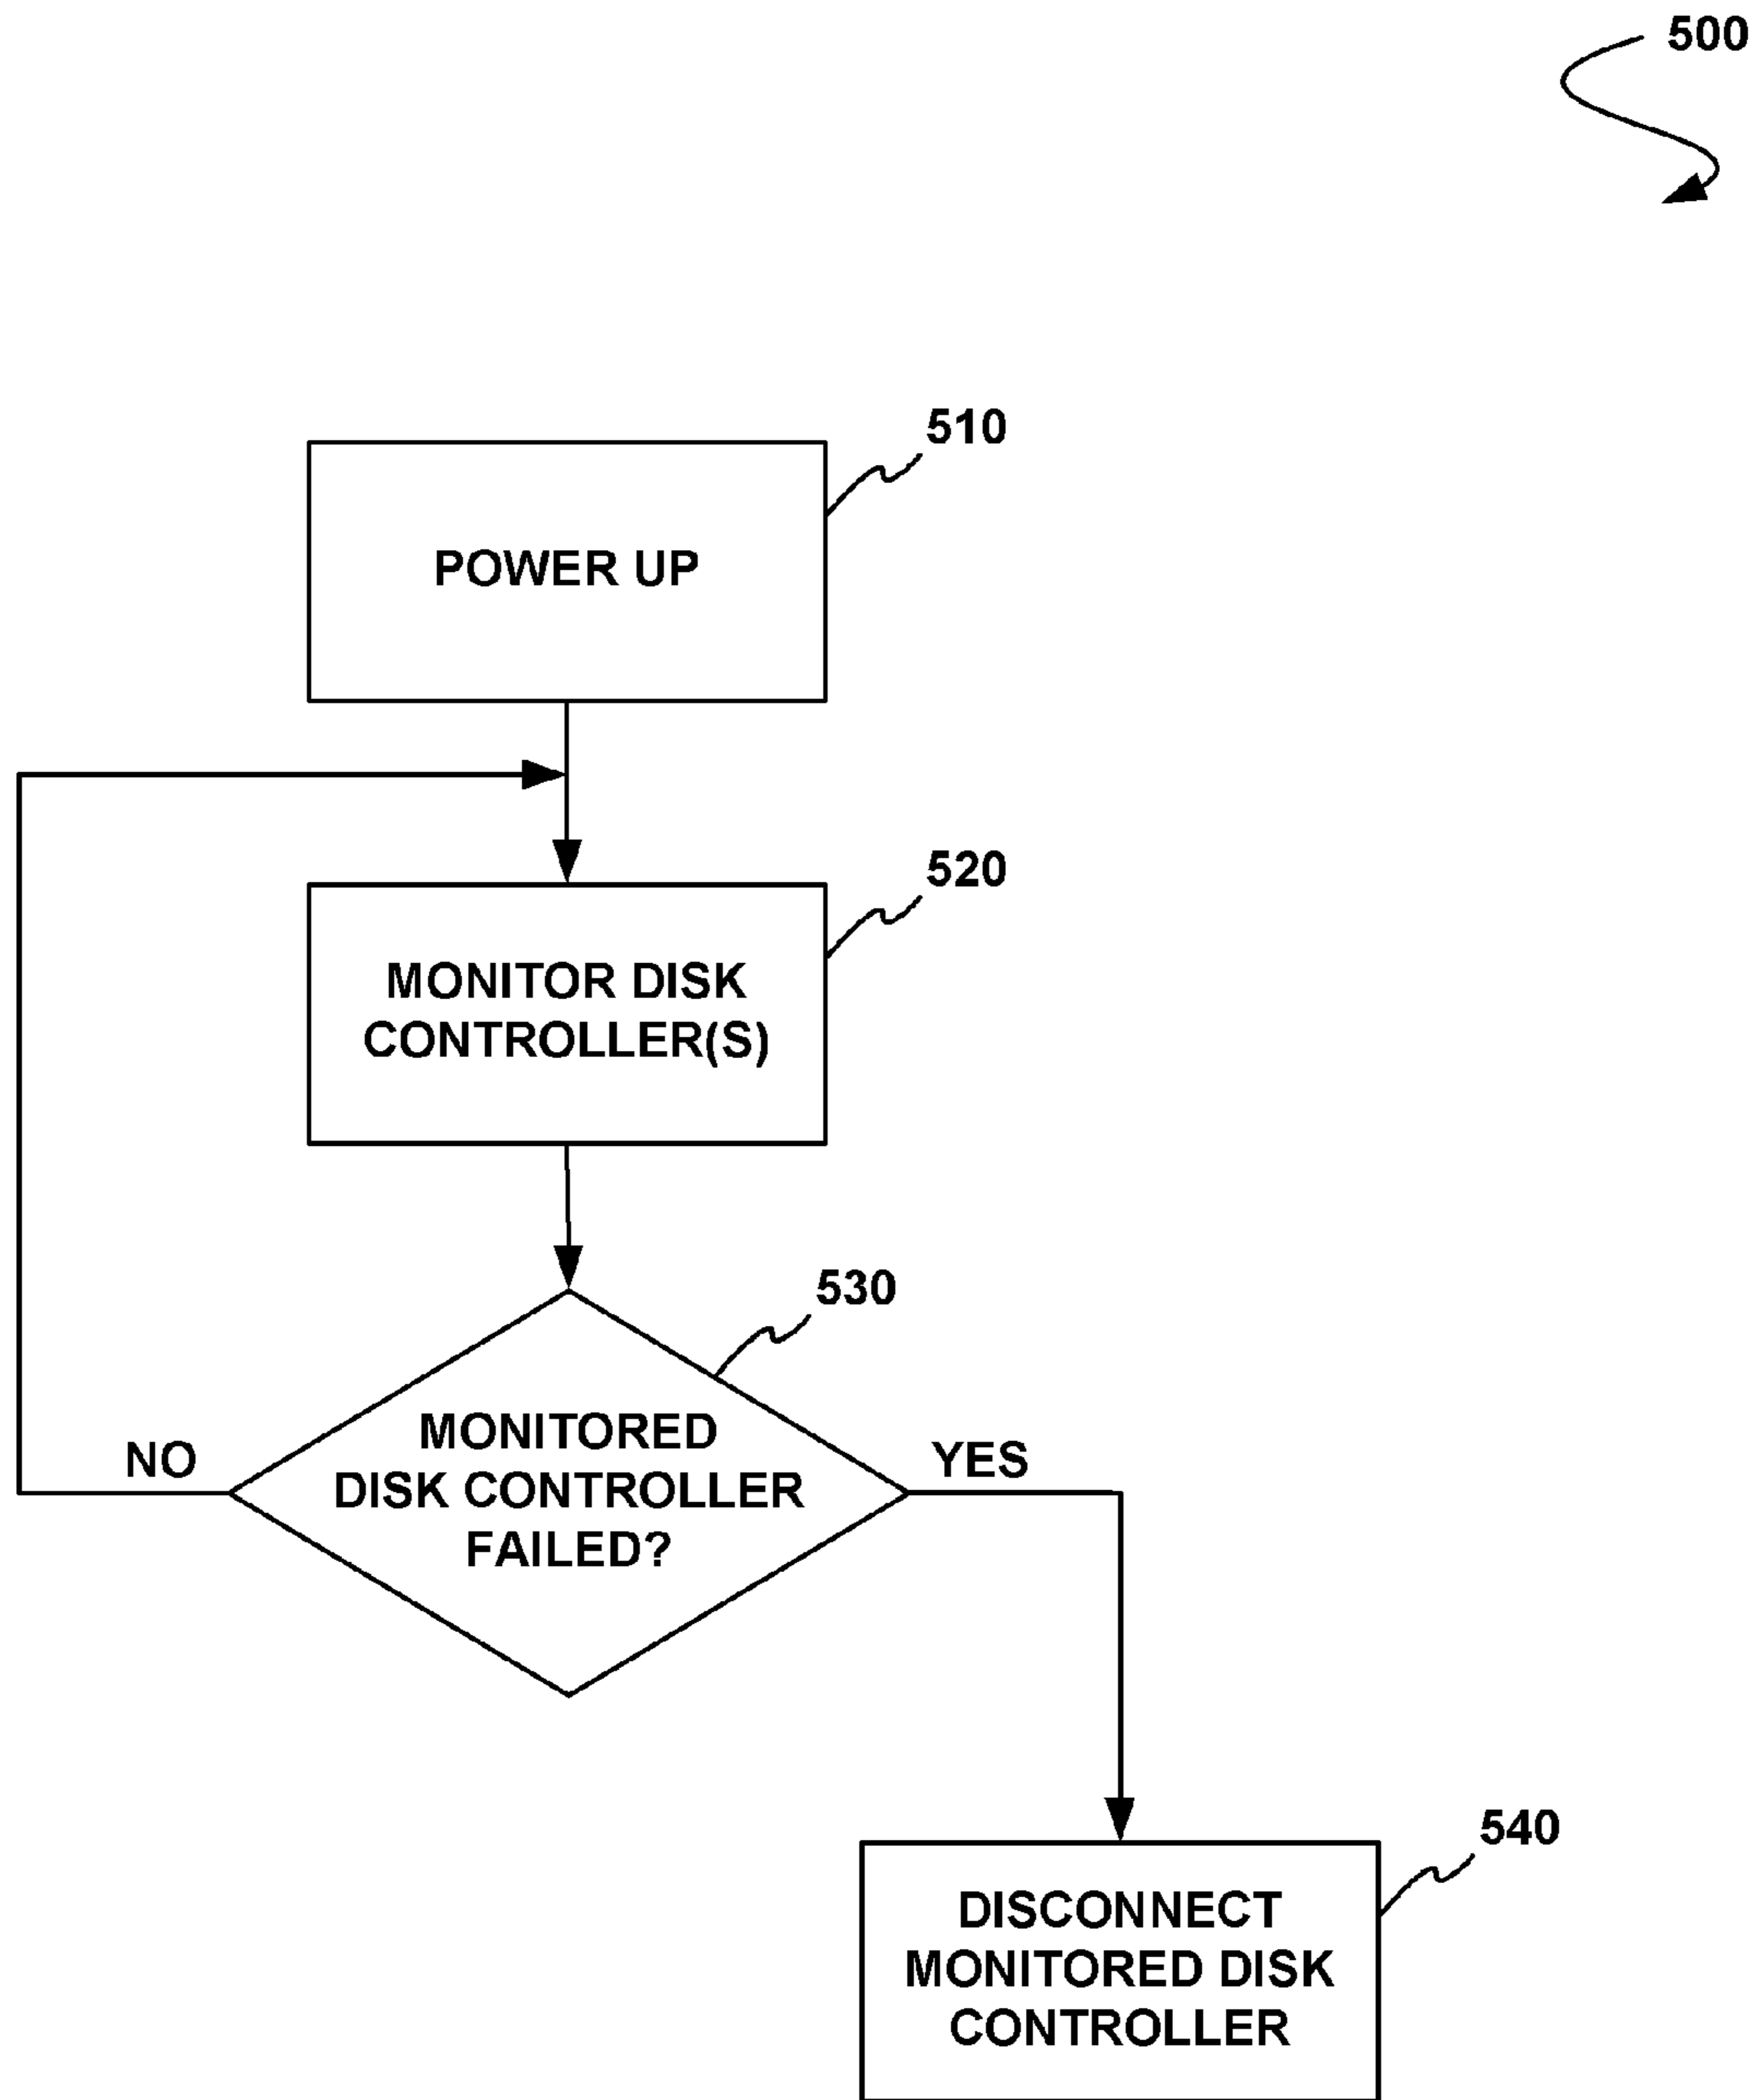 500
510
POWER UP
520
MONITOR DISK
CONTROLLER(S)
530
MONITORED
DISK CONTROLLER
FAILED?
NO
YES
540
DISCONNECT
MONITORED DISK
CONTROLLER